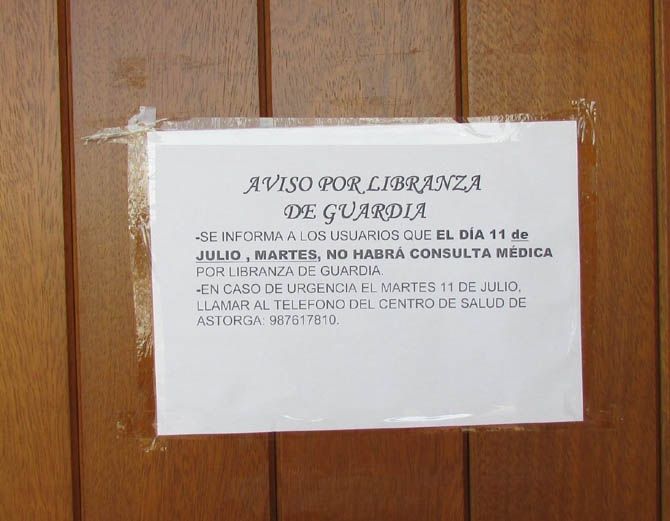 AVISO POR LIBRANZA
DE GUARDIA
-SE INFORMA A LOS USUARIOS QUE EL DÍA 11 de
JULIO , MARTES, NO HABRÁ CONSULTA MÉDICA
POR LIBRANZA DE GUARDIA.
-EN CASO DE URGENCIA EL MARTES 11 DE JULIO,
LLAMAR AL TELEFONO DEL CENTRO DE SALUD DE
ASTORGA: 987617810.